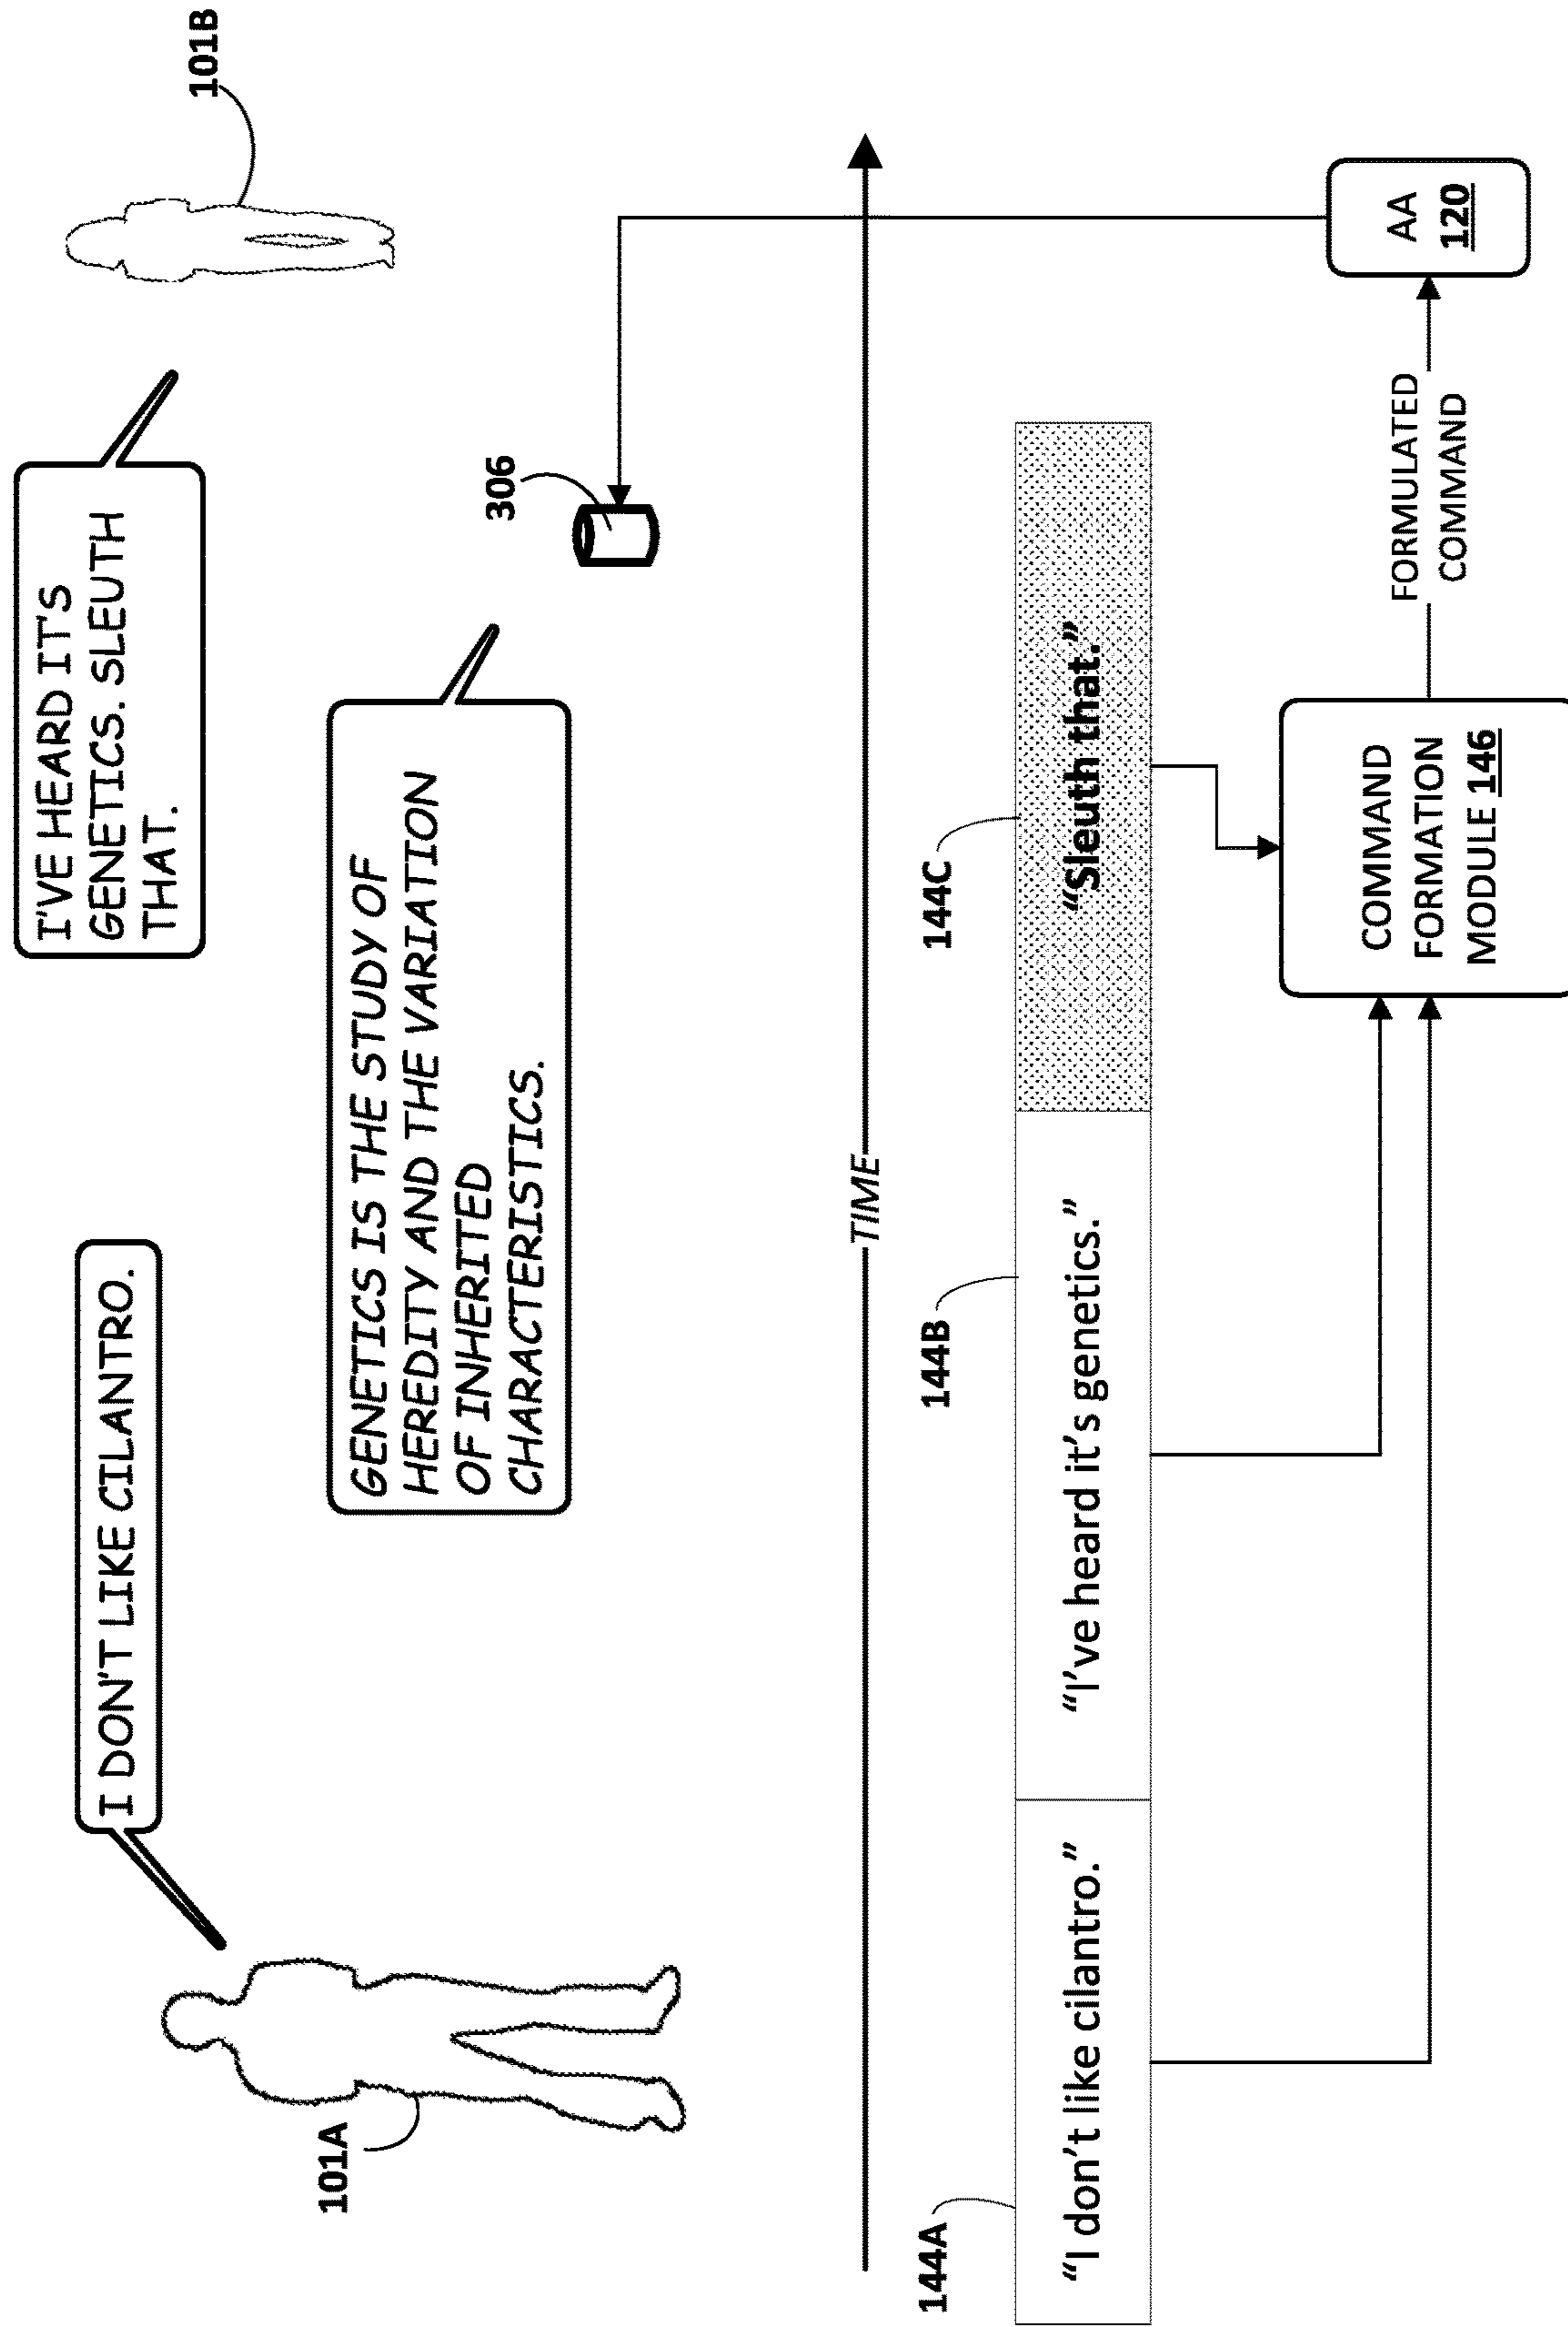 101B
I'VE HEARD IT'S
GENETICS. SLEUTH
THAT.
I DON'T LIKE CILANTRO.
101A
306
GENETICS IS THE STUDY OF
HEREDITY AND THE VARIATION
OF INHERITED
CHARACTERISTICS.
TIME
144A
144B
144C
“I don't like cilantro.”
“I've heard it's genetics.”
“Sleuth that.”
COMMAND
FORMATION
MODULE 146
FORMULATED
COMMAND
AA
120